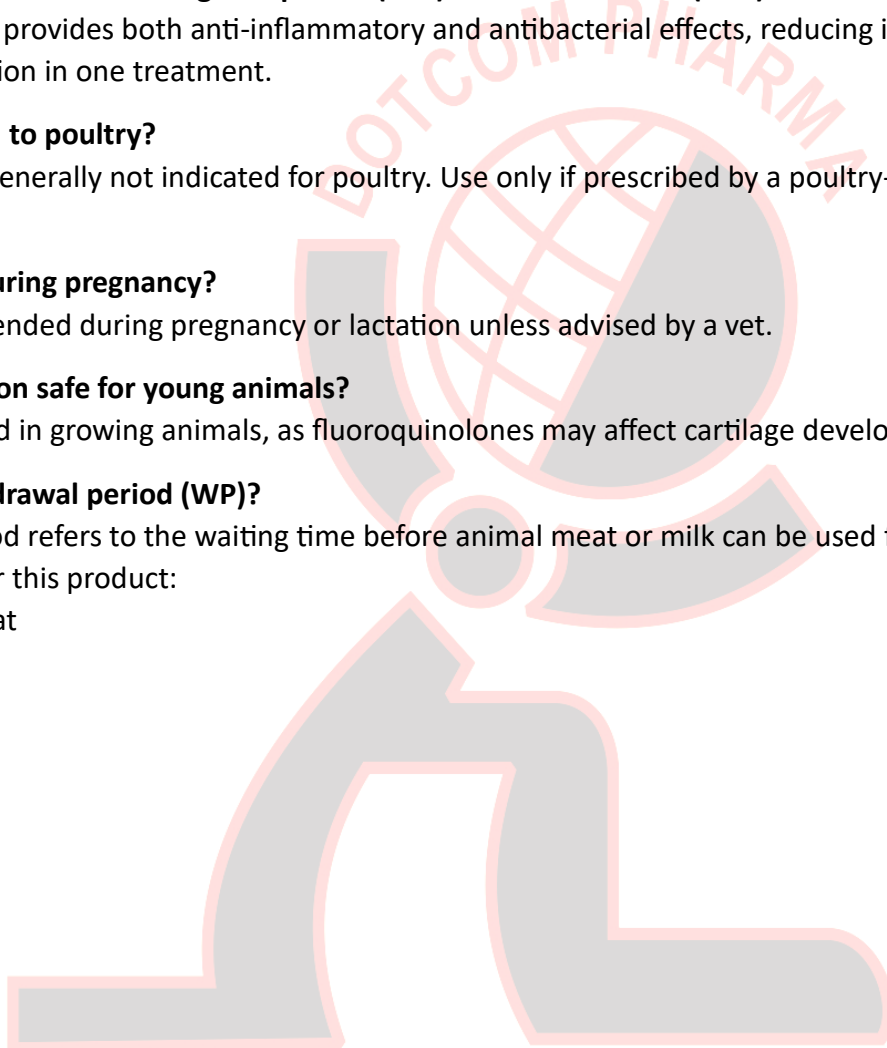 DOTCOM PHARMA
provides both anti-inflammatory and antibacterial effects, reducing i
ion in one treatment.
to poultry?
enerally not indicated for poultry. Use only if prescribed by a poultry-
uring pregnancy?
ended during pregnancy or lactation unless advised by a vet.
on safe for young animals?
d in growing animals, as fluoroquinolones may affect cartilage develo
drawal period (WP)?
od refers to the waiting time before animal meat or milk can be used f
r this product:
at